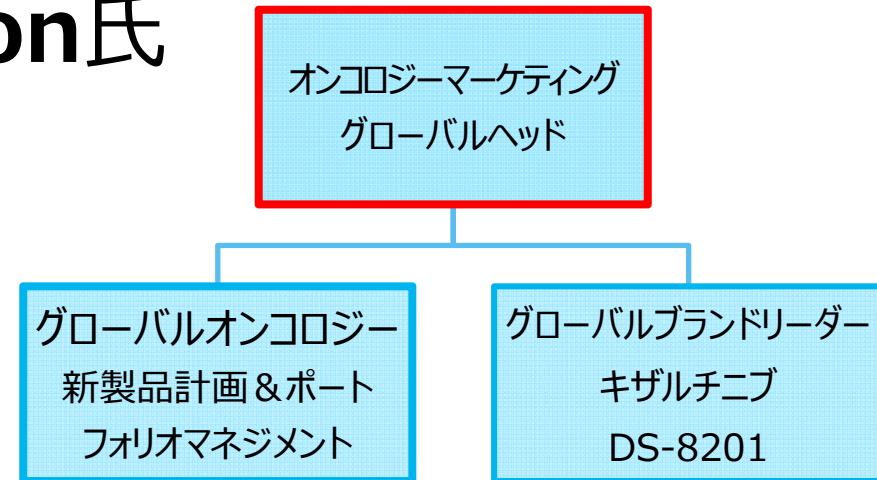 on氏
オンコロジーマーケティング
グローバルヘッド
グローバルオンコロジー
新製品計画＆ポート
フォリオマネジメント
グローバルブランドリーダー
キザルチニブ
DS-8201